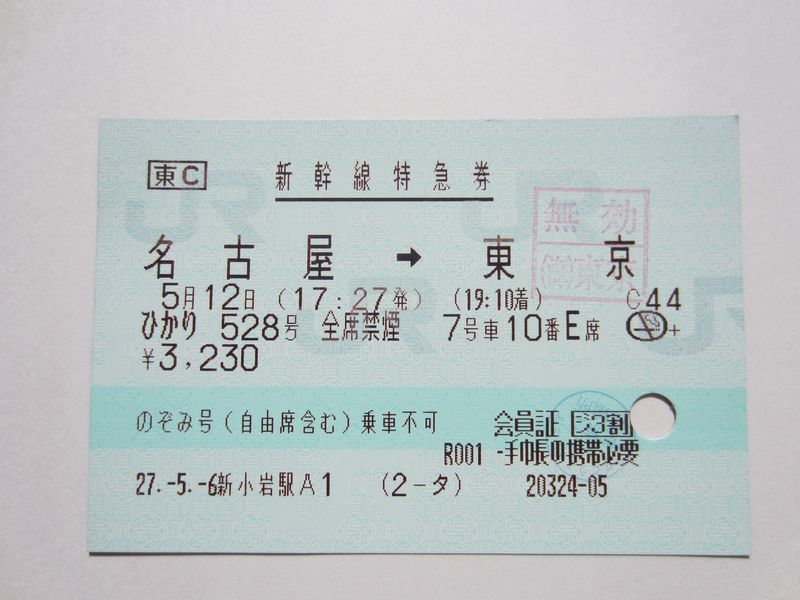 東C 新幹線特急券
無効
東京
名古屋 → 東京
5月12日 (17:27発) (19:10着) C44
ひかり 528号 全席禁煙 7号車10番E席
¥3,230
のぞみ号(自由席含む)乗車不可 会員証 ジ3割
R001 -手帳の携帯必要
27.-5.-6新小岩駅A1 (2-タ) 20324-05